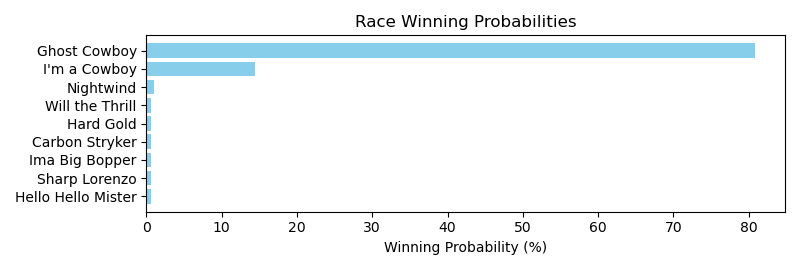 Race Winning Probabilities
Ghost Cowboy
I'm a Cowboy
Nightwind
Will the Thrill
Hard Gold
Carbon Stryker
Ima Big Bopper
Sharp Lorenzo
Hello Hello Mister
0 10 20 30 40 50 60 70 80
Winning Probability (%)